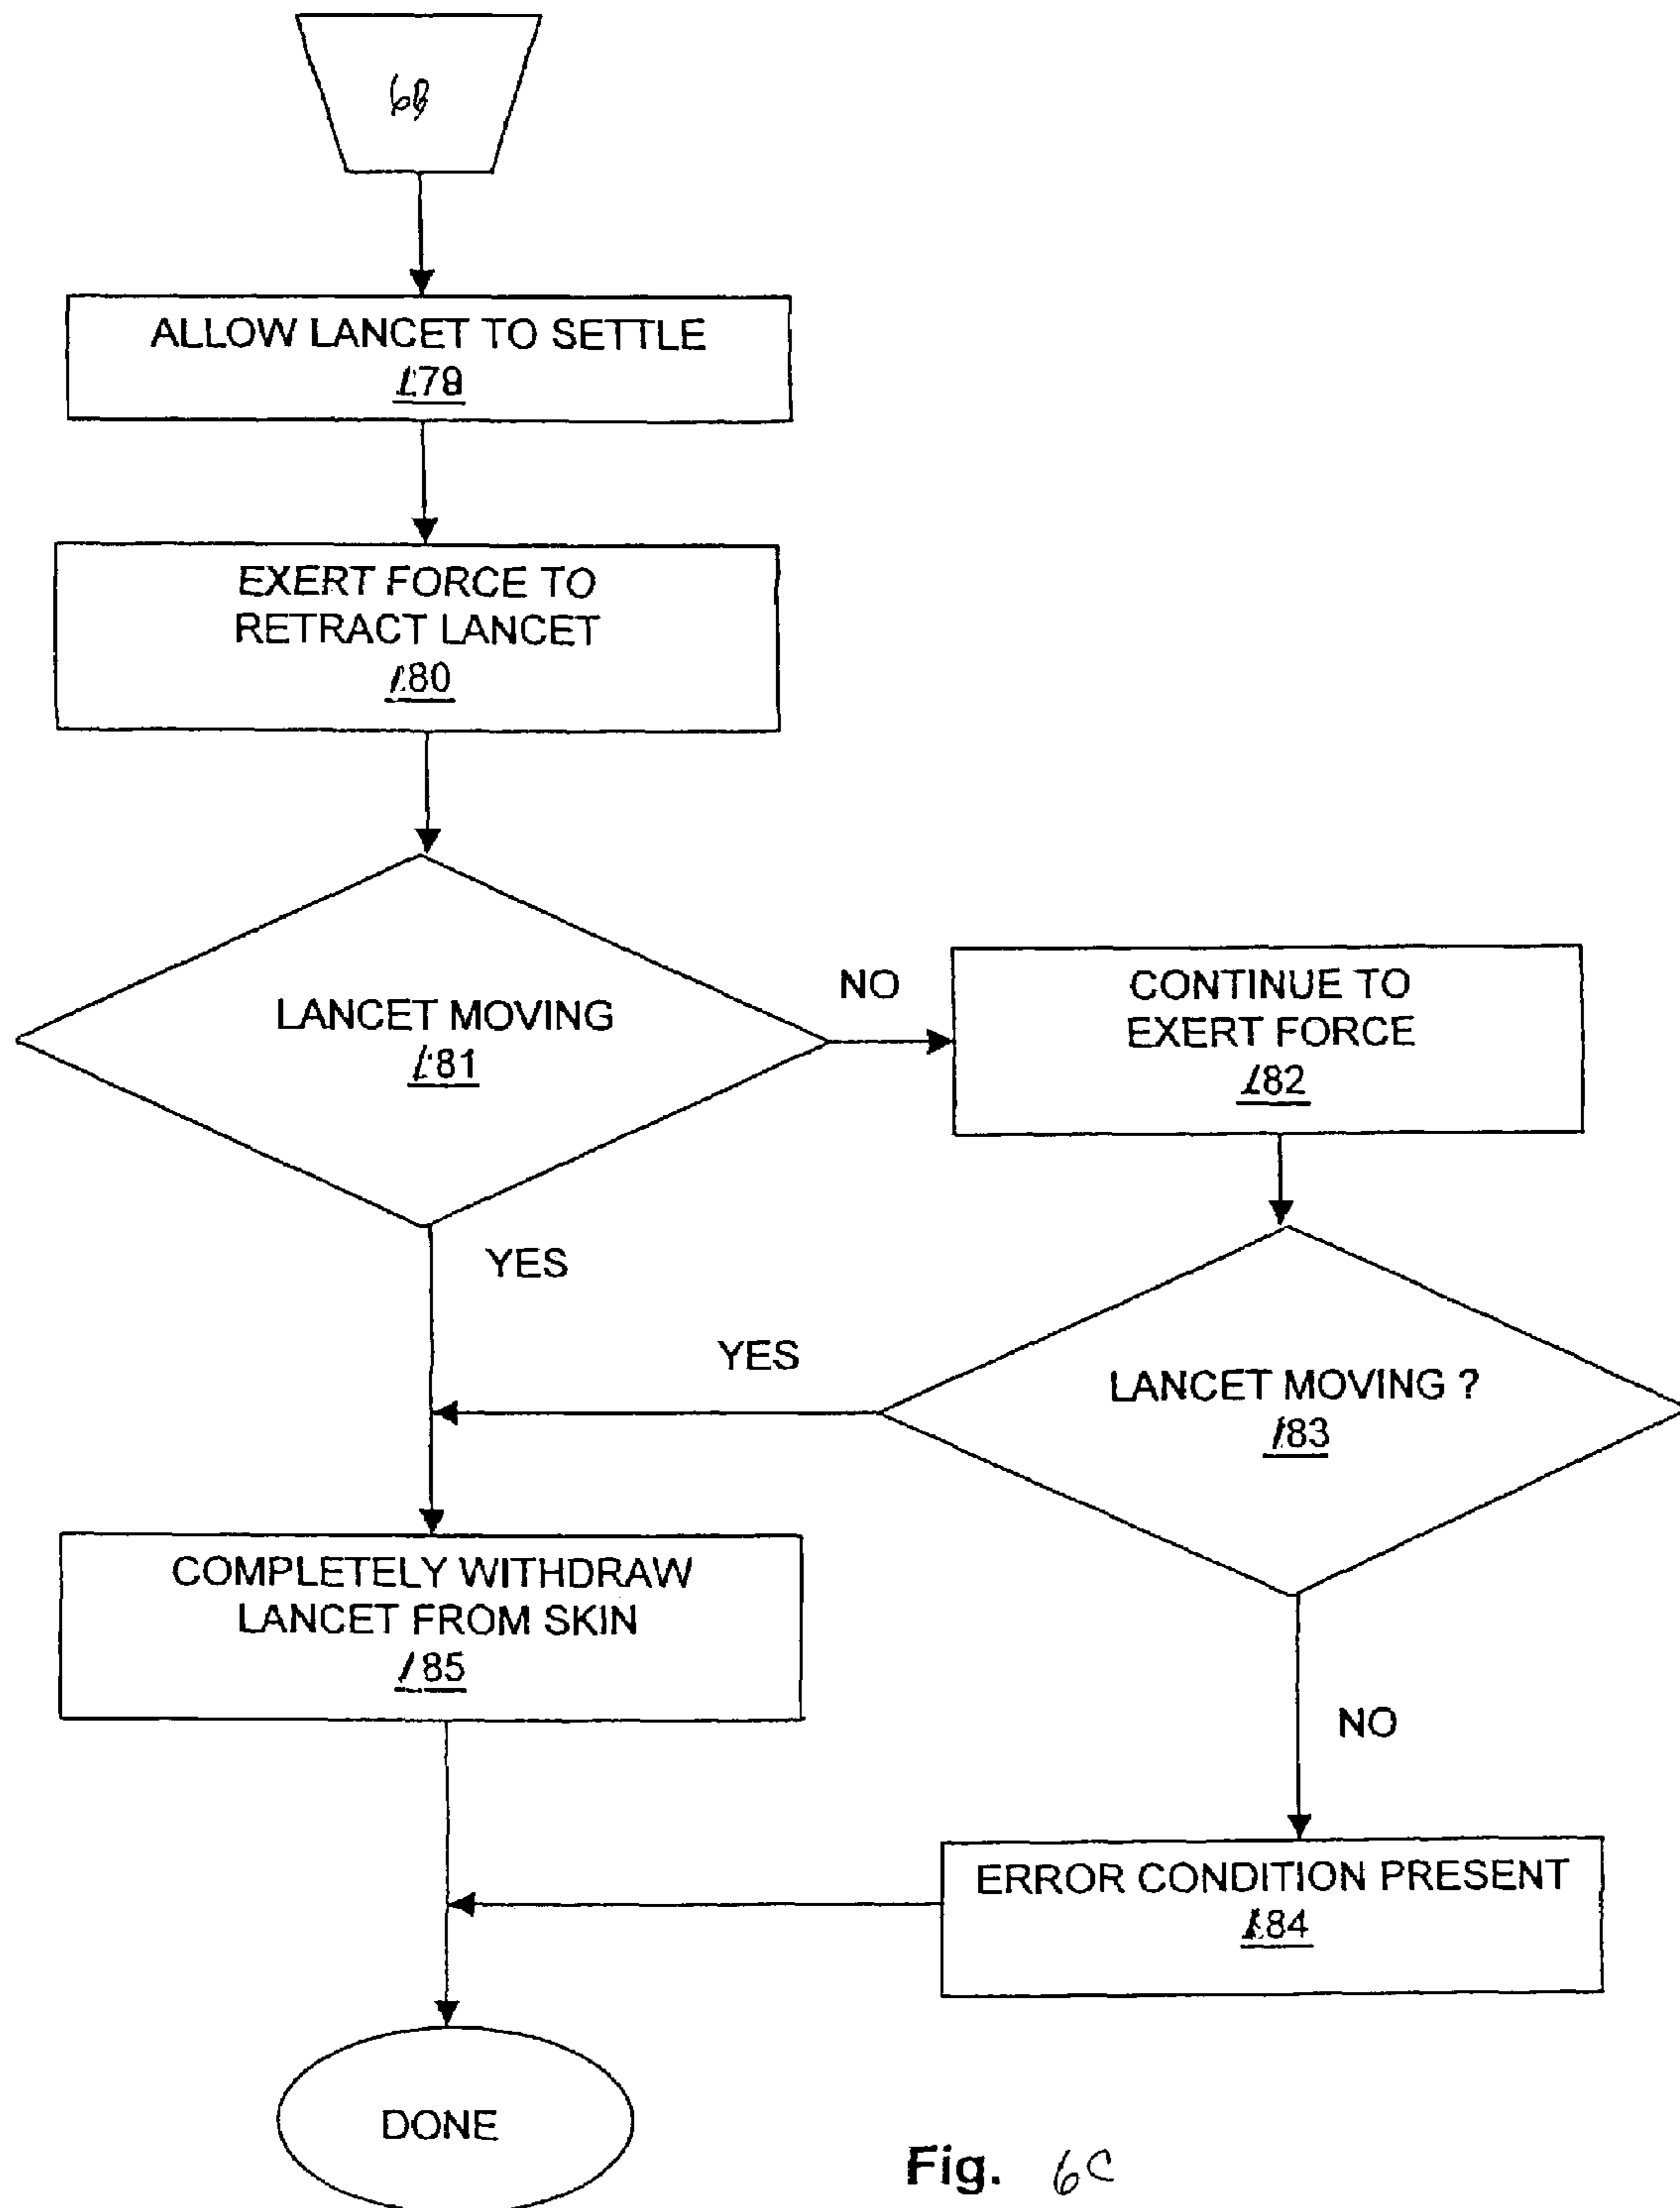 6B
ALLOW LANCET TO SETTLE
179
EXERT FORCE TO
RETRACT LANCET
180
LANCET MOVING
181
NO
CONTINUE TO
EXERT FORCE
182
YES
YES
LANCET MOVING ?
183
COMPLETELY WITHDRAW
LANCET FROM SKIN
185
NO
ERROR CONDITION PRESENT
184
DONE
Fig. 6C